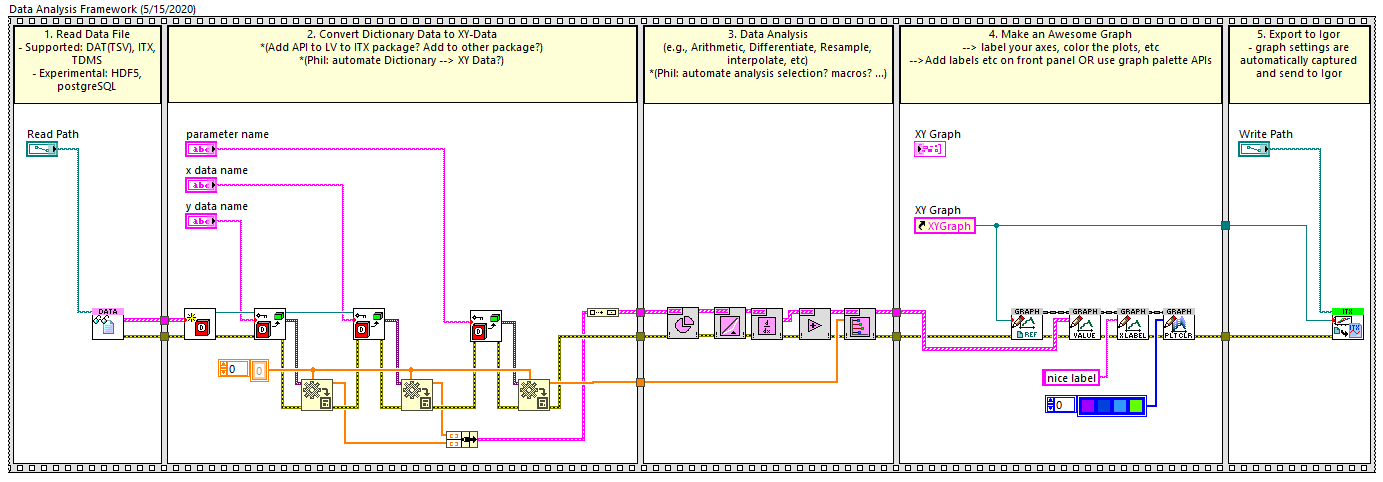 Data Analysis Framework (5/15/2020)
1. Read Data File
- Supported: DAT(TSV), ITX,
TDMS
- Experimental: HDF5,
postgreSQL
2. Convert Dictionary Data to XY-Data
*(Add API to LV to ITX package? Add to other package?)
*(Phil: automate Dictionary --> XY Data?)
3. Data Analysis
(e.g., Arithmetic, Differentiate, Resample,
interpolate, etc)
*(Phil: automate analysis selection? macros? ...)
4. Make an Awesome Graph
--> label your axes, color the plots, etc
-->Add labels etc on front panel OR use graph palette APIs
5. Export to Igor
- graph settings are
automatically captured
and send to Igor
Read Path
parameter name
abc
x data name
abc
y data name
abc
XY Graph
XY Graph
XYGraph
Write Path
DATA
D
D
D
D
d
dx
GRAPH
REF
GRAPH
VALUE
GRAPH
XLABEL
GRAPH
PLTCLR
ITX
ITX
0
0
nice label
0